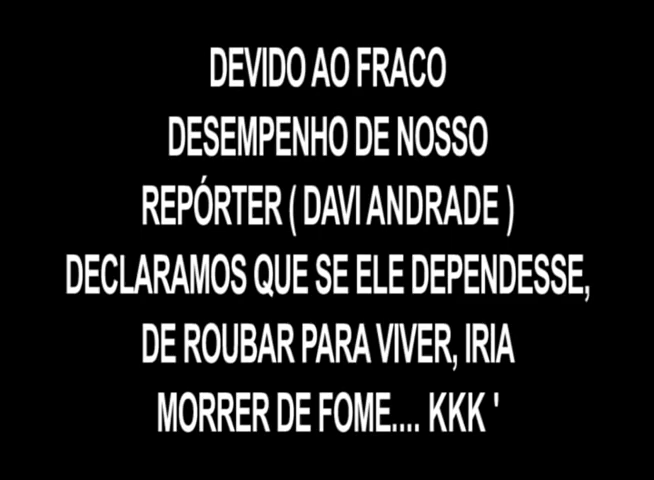 DEVIDO AO FRACO
DESEMPENHO DE NOSSO
REPÓRTER ( DAVI ANDRADE )
DECLARAMOS QUE SE ELE DEPENDESSE,
DE ROUBAR PARA VIVER, IRIA
MORRER DE FOME.... KKK '